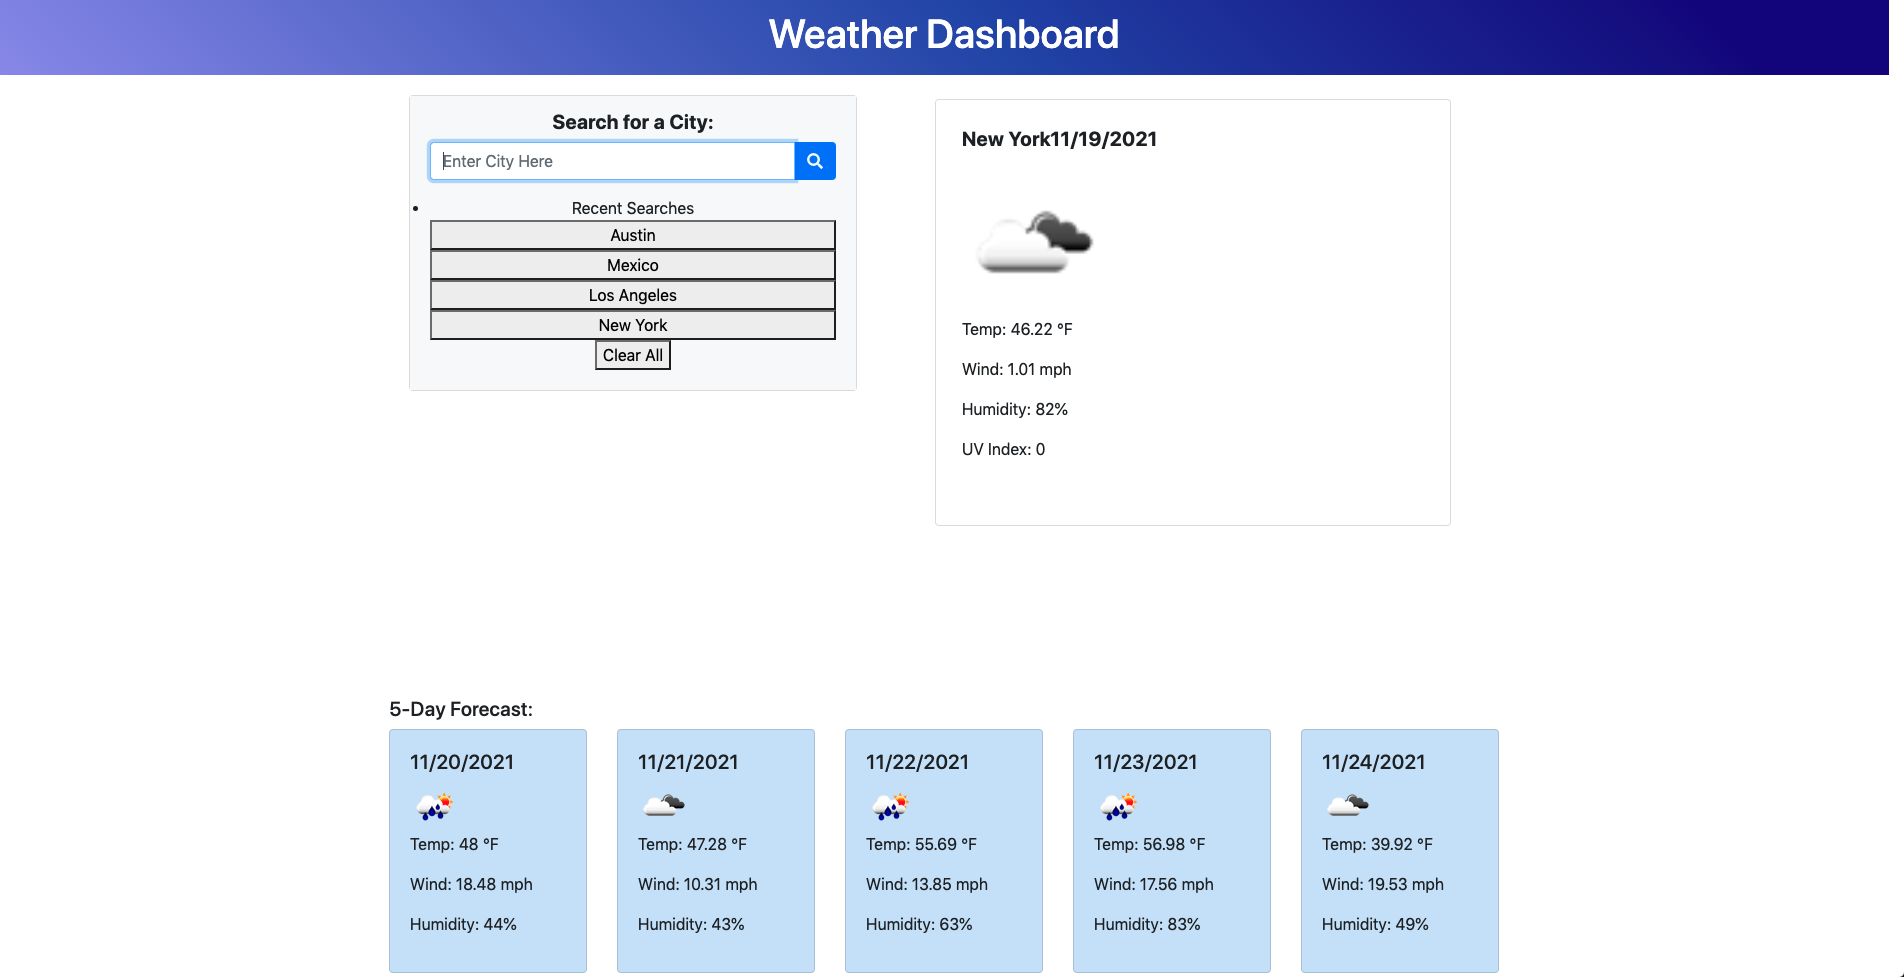 Weather Dashboard
Search for a City:
Enter City Here
Recent Searches
Austin
Mexico
Los Angeles
New York
Clear All
New York11/19/2021
Temp: 46.22 °F
Wind: 1.01 mph
Humidity: 82%
UV Index: 0
5-Day Forecast:
11/20/2021
Temp: 48 °F
Wind: 18.48 mph
Humidity: 44%
11/21/2021
Temp: 47.28 °F
Wind: 10.31 mph
Humidity: 43%
11/22/2021
Temp: 55.69 °F
Wind: 13.85 mph
Humidity: 63%
11/23/2021
Temp: 56.98 °F
Wind: 17.56 mph
Humidity: 83%
11/24/2021
Temp: 39.92 °F
Wind: 19.53 mph
Humidity: 49%